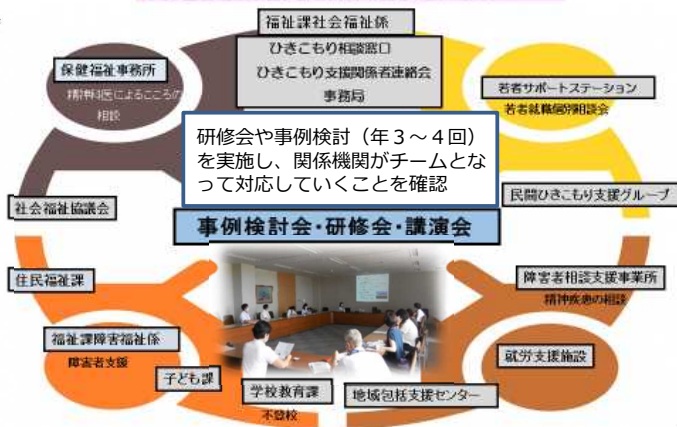 福祉課社会福祉係
ひきこもり相談窓口
ひきこもり支援関係者連絡会
事務局
保健福祉事務所
精神科医によるこころの
相談
若者サポートステーション
若者就職個別相談会
研修会や事例検討（年３～４回）
を実施し、関係機関がチームとな
って対応していくことを確認
社会福祉協議会
民間ひきこもり支援グループ
事例検討会・研修会・講演会
住民福祉課
障害者相談支援事業所
精神疾患の相談
福祉課障害福祉係
障害者支援
就労支援施設
子ども課
学校教育課
不登校
地域包括支援センター